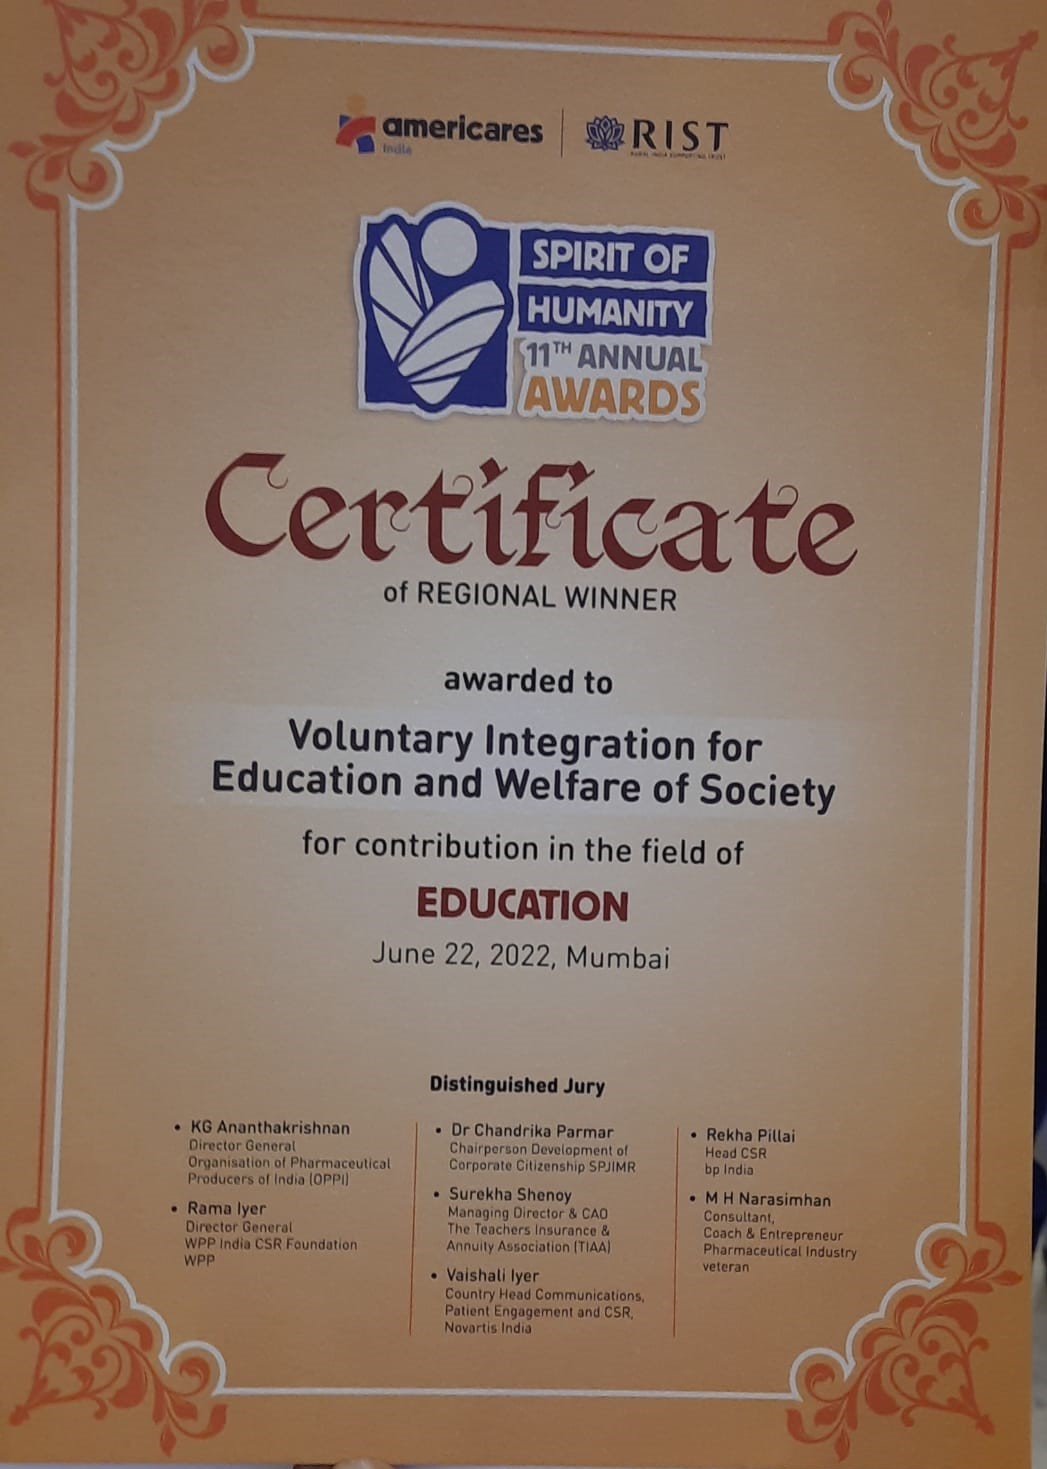 americares
India
RIST
RURAL INDIA SUPPORTING TRUST
SPIRIT OF
HUMANITY
11TH ANNUAL
AWARDS
Certificate
of REGIONAL WINNER
awarded to
Voluntary Integration for
Education and Welfare of Society
for contribution in the field of
EDUCATION
June 22, 2022, Mumbai
Distinguished Jury
• KG Ananthakrishnan
Director General
Organisation of Pharmaceutical
Producers of India (OPPI)
• Rama Iyer
Director General
WPP India CSR Foundation
WPP
• Dr Chandrika Parmar
Chairperson Development of
Corporate Citizenship SPJIMR
• Surekha Shenoy
Managing Director & CAO
The Teachers Insurance &
Annuity Association (TIAA)
• Vaishali Iyer
Country Head Communications,
Patient Engagement and CSR,
Novartis India
• Rekha Pillai
Head CSR
bp India
• M H Narasimhan
Consultant,
Coach & Entrepreneur
Pharmaceutical Industry
veteran